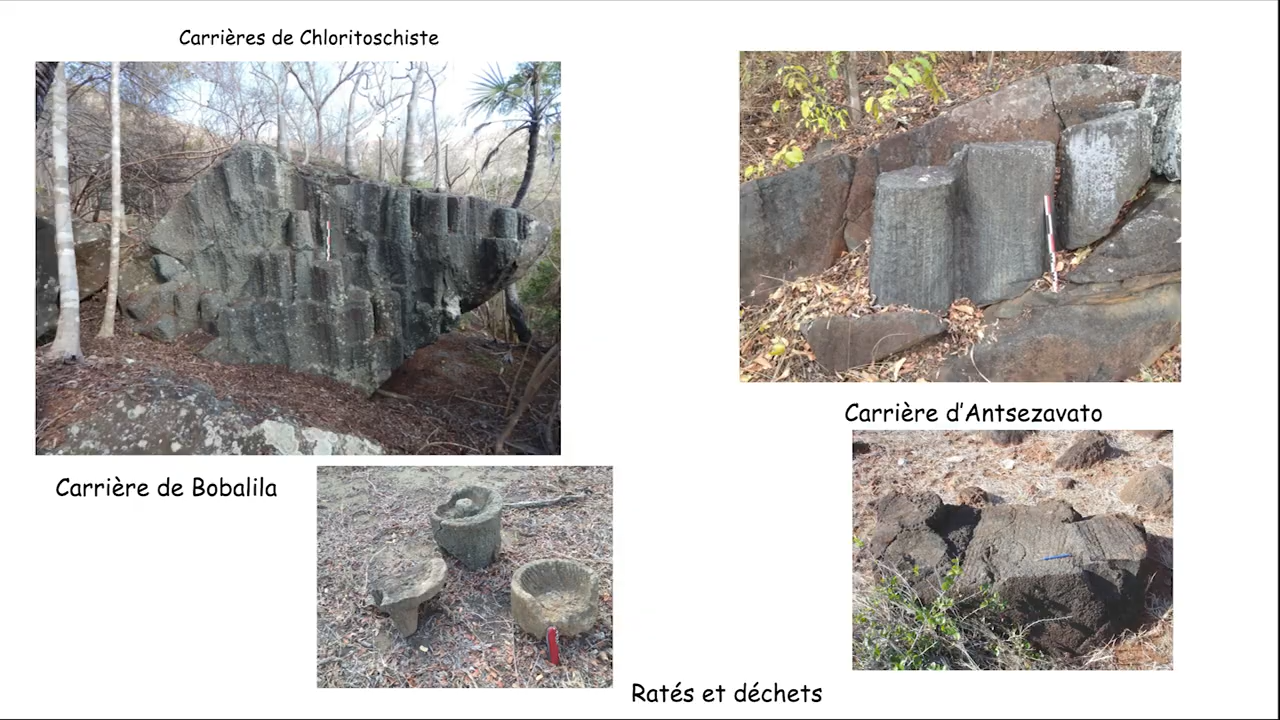 Carrières de Chloritoschiste
Carrière d'Antsezavato
Carrière de Bobalila
Ratés et déchets